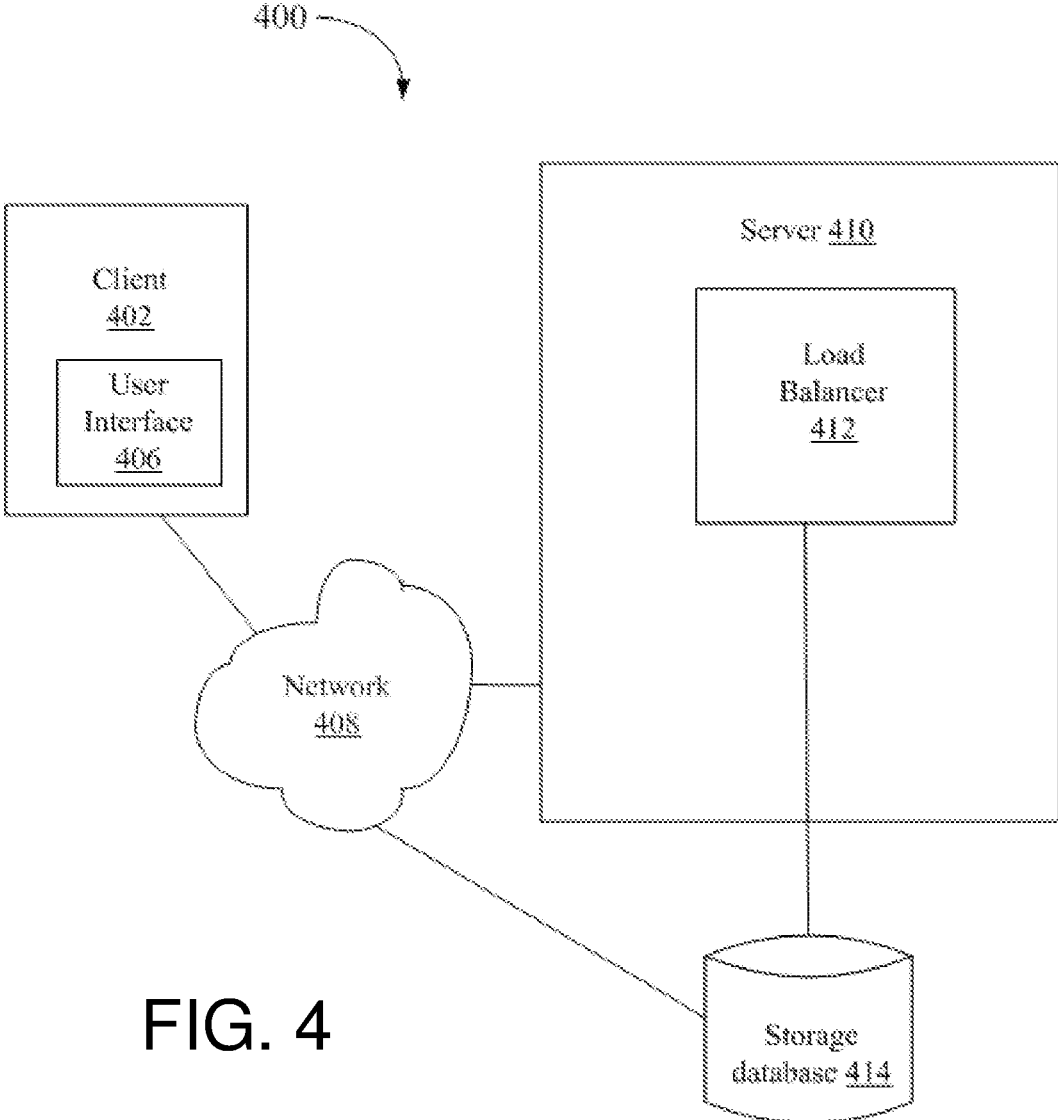 400
Server 410
Client
402
User
Interface
406
Load
Balancer
412
Network
408
Storage
database 414
FIG. 4